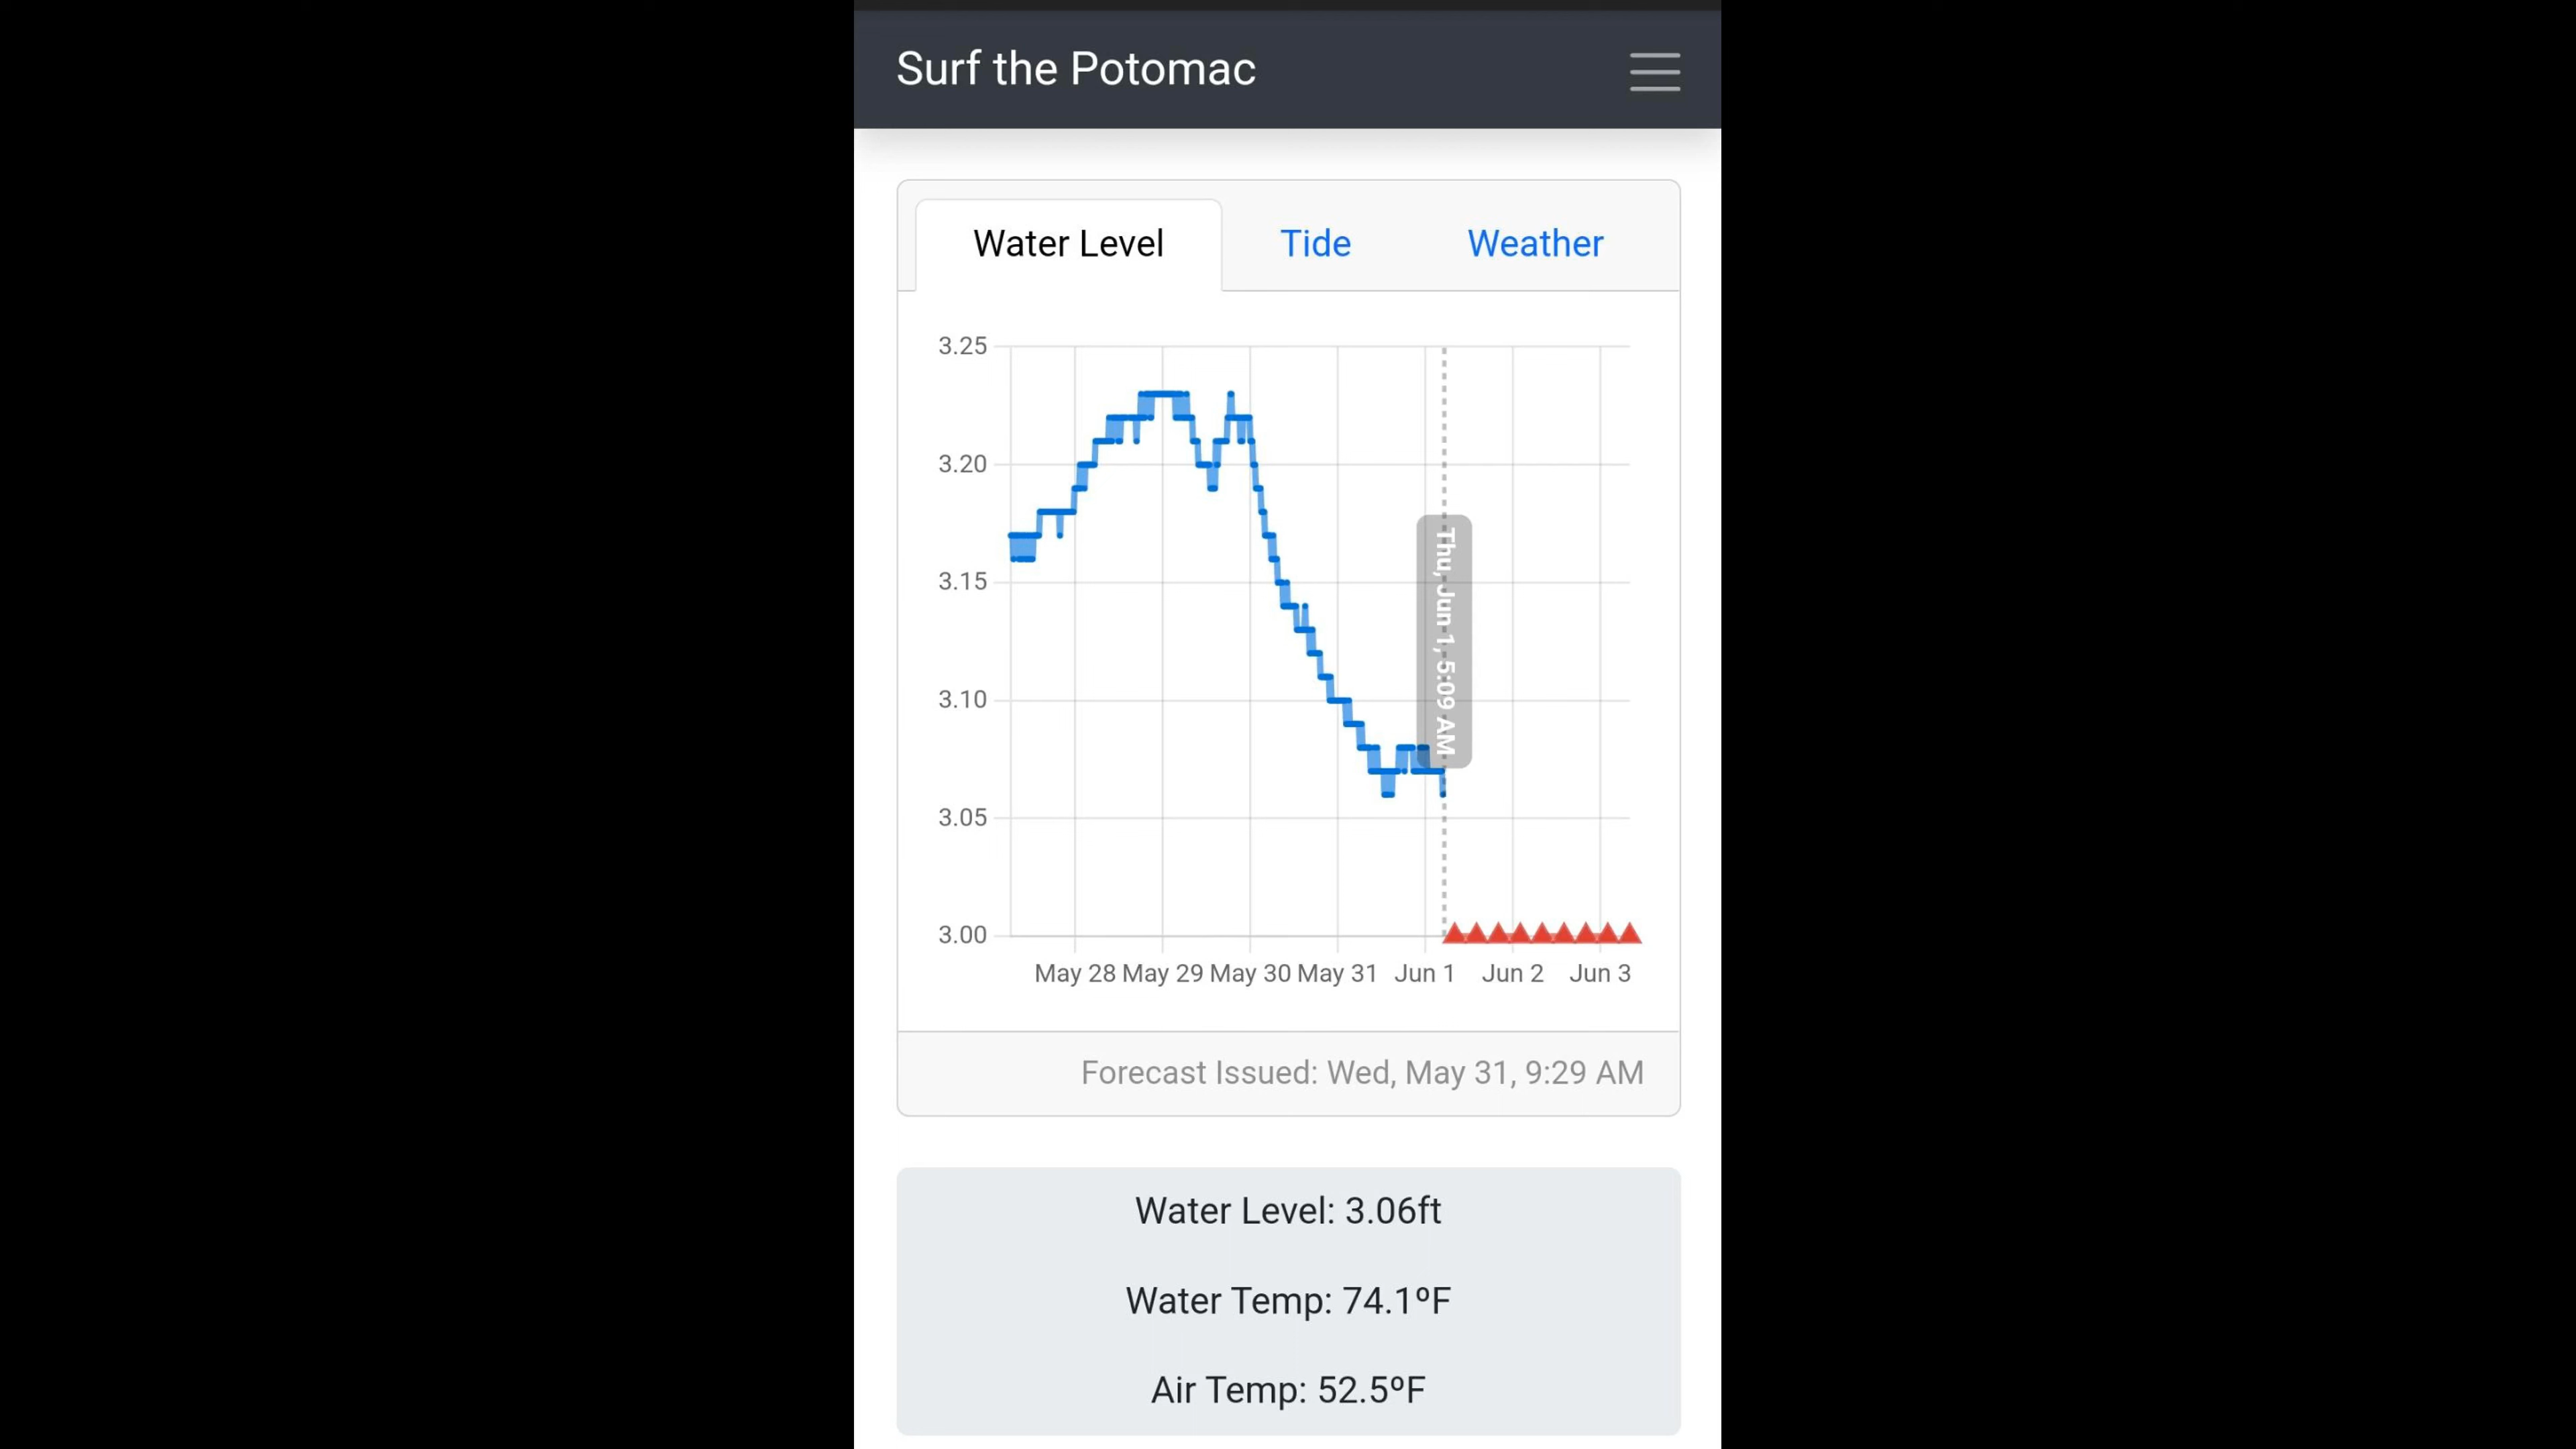 Surf the Potomac
Water Level Tide Weather
3.25
3.20
3.15
3.10
3.05
3.00
Thu, Jun 1, 5:09 AM
May 28 May 29 May 30 May 31 Jun 1 Jun 2 Jun 3
Forecast Issued: Wed, May 31, 9:29 AM
Water Level: 3.06ft
Water Temp: 74.1ºF
Air Temp: 52.5ºF